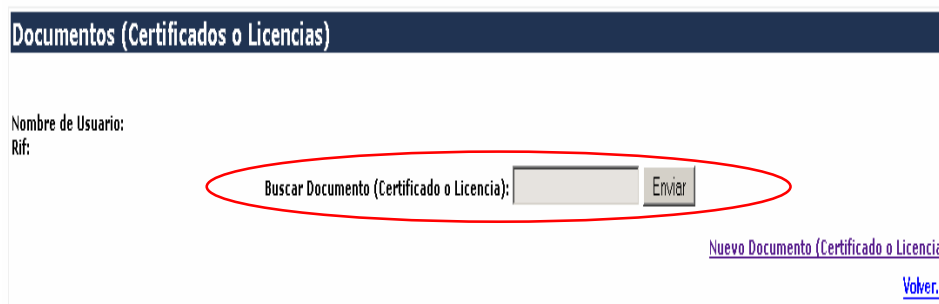 Documentos (Certificados o Licencias)
Nombre de Usuario:
Rif:
Buscar Documento (Certificado o Licencia): Enviar
Nuevo Documento (Certificado o Licencia
Volver.